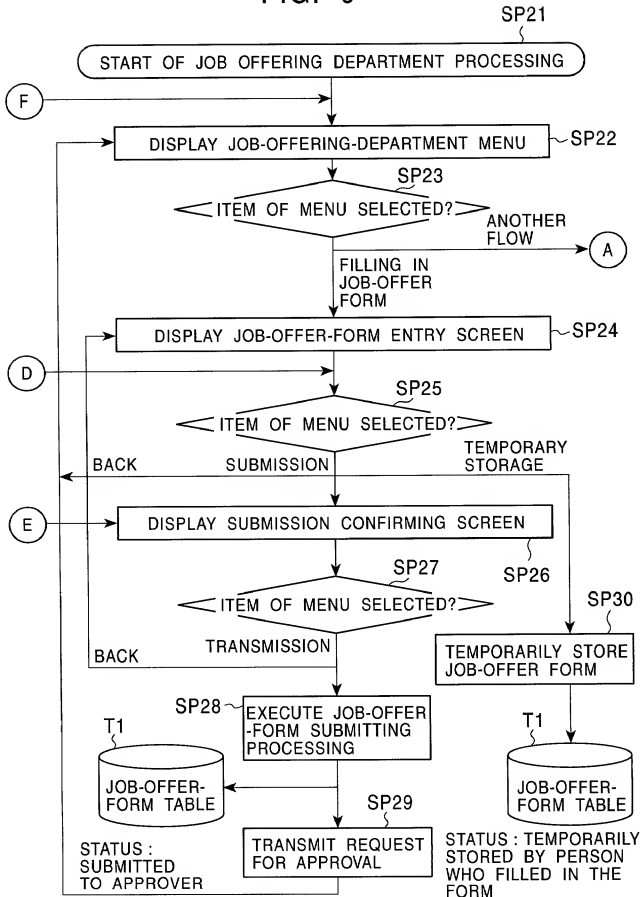 SP21
START OF JOB OFFERING DEPARTMENT PROCESSING
F
DISPLAY JOB-OFFERING-DEPARTMENT MENU
SP22
SP23
ITEM OF MENU SELECTED?
ANOTHER
FLOW
A
FILLING IN
JOB-OFFER
FORM
DISPLAY JOB-OFFER-FORM ENTRY SCREEN
SP24
D
SP25
ITEM OF MENU SELECTED?
BACK
SUBMISSION
TEMPORARY
STORAGE
E
DISPLAY SUBMISSION CONFIRMING SCREEN
SP26
SP27
ITEM OF MENU SELECTED?
SP30
TRANSMISSION
BACK
TEMPORARILY STORE
JOB-OFFER FORM
SP28
EXECUTE JOB-OFFER
-FORM SUBMITTING
PROCESSING
T1
JOB-OFFER-
FORM TABLE
T1
JOB-OFFER-
FORM TABLE
SP29
TRANSMIT REQUEST
FOR APPROVAL
STATUS :
SUBMITTED
TO APPROVER
STATUS : TEMPORARILY
STORED BY PERSON
WHO FILLED IN THE
FORM